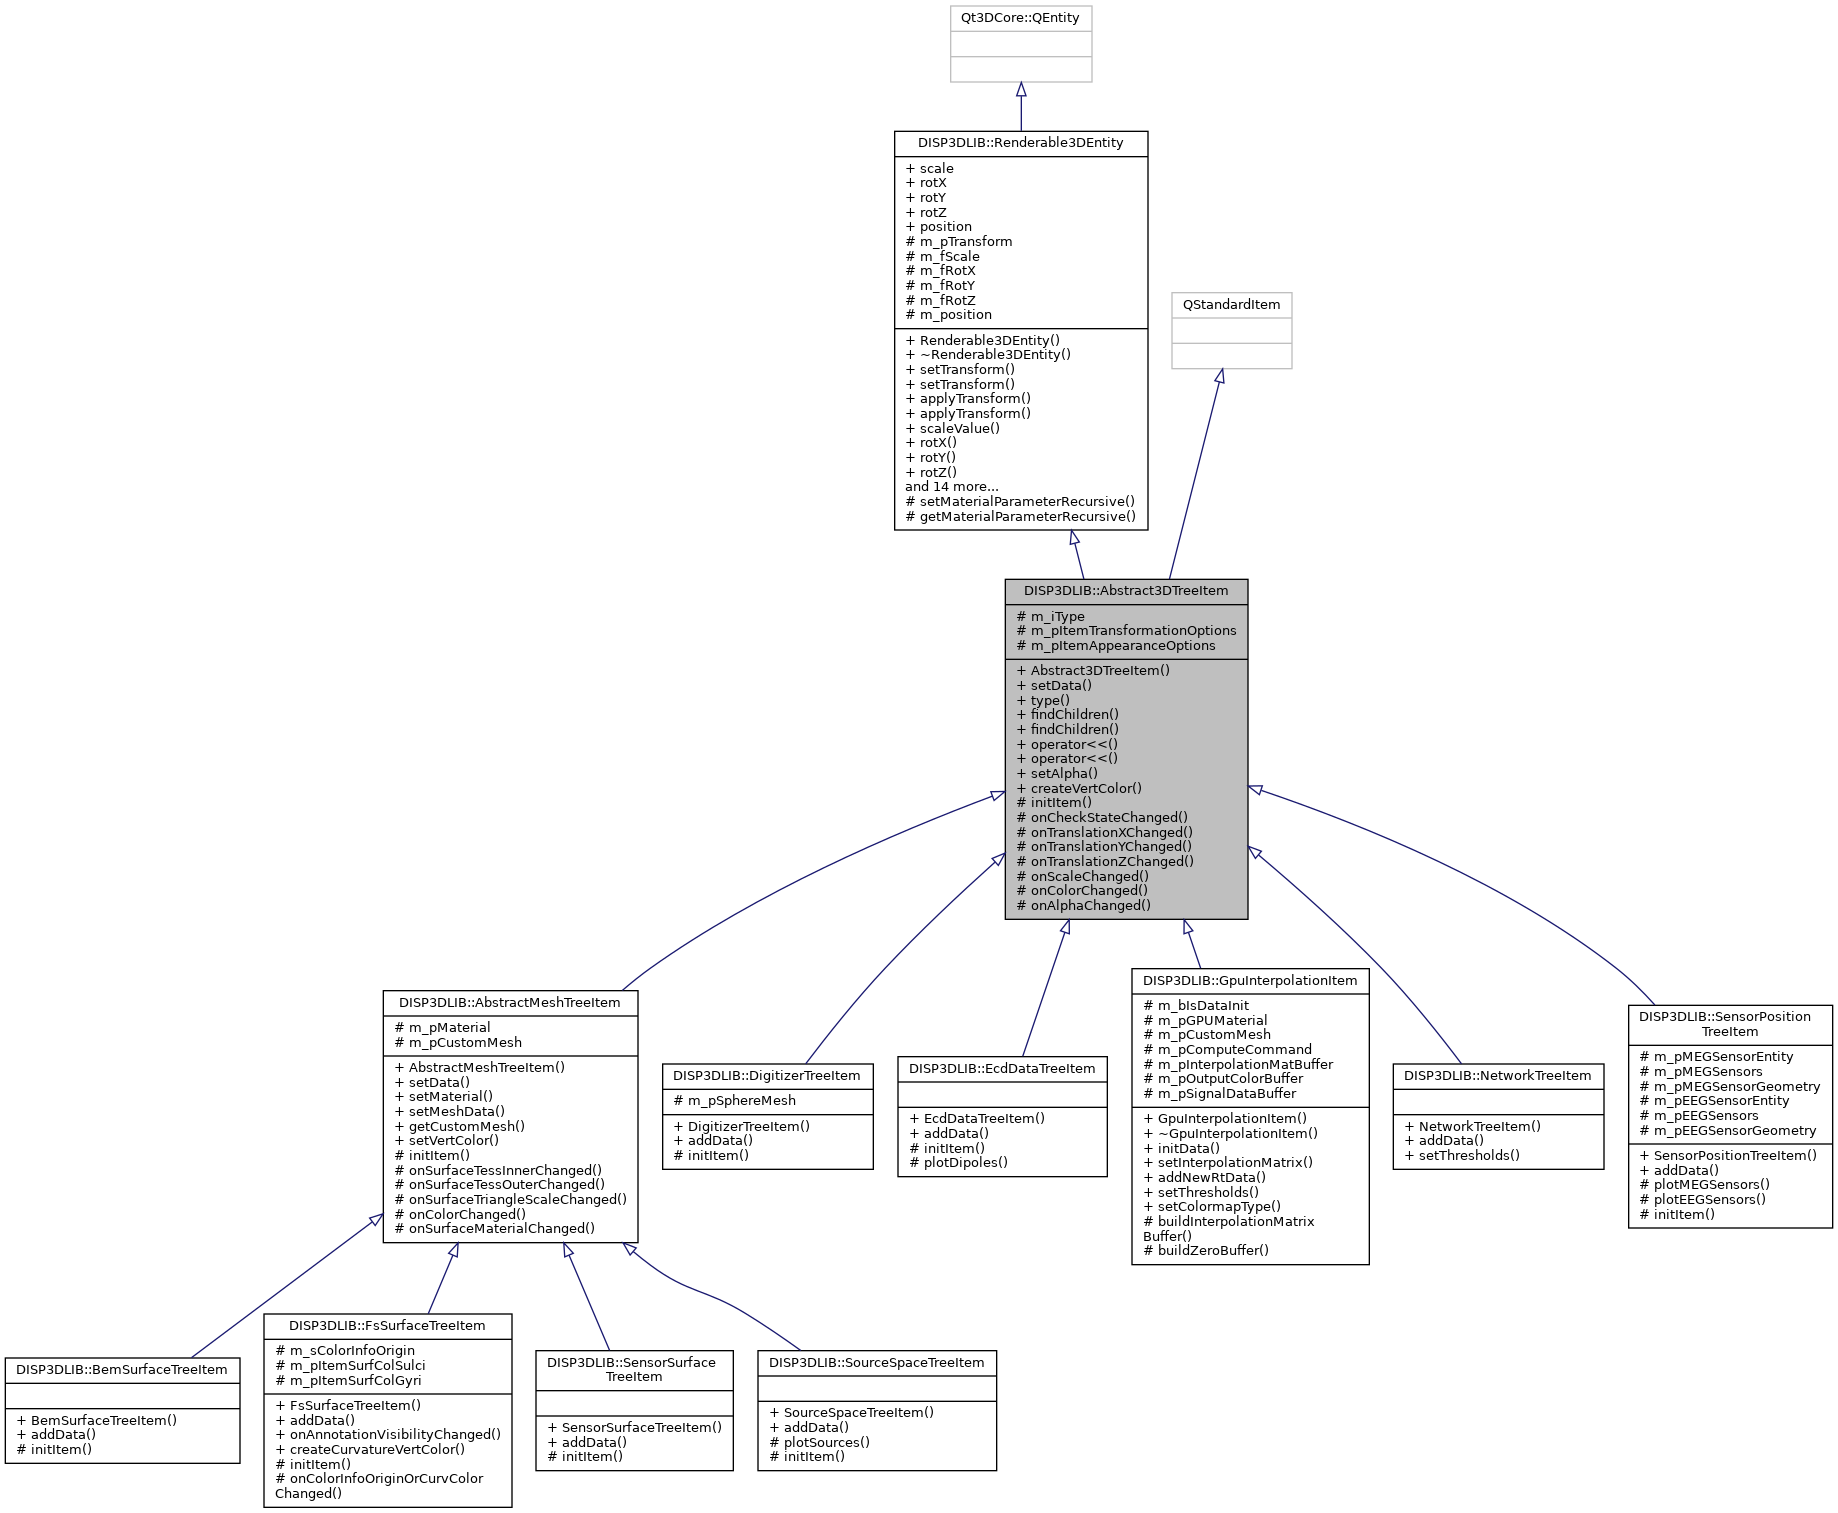 Qt3DCore::QEntity
DISP3DLIB::Renderable3DEntity
+ scale
+ rotX
+ rotY
+ rotZ
+ position
# m_pTransform
# m_fScale
# m_fRotX
# m_fRotY
# m_fRotZ
# m_position
+ Renderable3DEntity()
+ ~Renderable3DEntity()
+ setTransform()
+ setTransform()
+ applyTransform()
+ applyTransform()
+ scaleValue()
+ rotX()
+ rotY()
+ rotZ()
and 14 more...
# setMaterialParameterRecursive()
# getMaterialParameterRecursive()
QStandardItem
DISP3DLIB::Abstract3DTreeItem
# m_iType
# m_pItemTransformationOptions
# m_pItemAppearanceOptions
+ Abstract3DTreeItem()
+ setData()
+ type()
+ findChildren()
+ findChildren()
+ operator<<()
+ operator<<()
+ setAlpha()
+ createVertColor()
# initItem()
# onCheckStateChanged()
# onTranslationXChanged()
# onTranslationYChanged()
# onTranslationZChanged()
# onScaleChanged()
# onColorChanged()
# onAlphaChanged()
DISP3DLIB::AbstractMeshTreeItem
# m_pMaterial
# m_pCustomMesh
+ AbstractMeshTreeItem()
+ setData()
+ setMaterial()
+ setMeshData()
+ getCustomMesh()
+ setVertColor()
# initItem()
# onSurfaceTessInnerChanged()
# onSurfaceTessOuterChanged()
# onSurfaceTriangleScaleChanged()
# onColorChanged()
# onSurfaceMaterialChanged()
DISP3DLIB::DigitizerTreeItem
# m_pSphereMesh
+ DigitizerTreeItem()
+ addData()
# initItem()
DISP3DLIB::EcdDataTreeItem
+ EcdDataTreeItem()
+ addData()
# initItem()
# plotDipoles()
DISP3DLIB::GpuInterpolationItem
# m_bIsDataInit
# m_pGPUMaterial
# m_pCustomMesh
# m_pComputeCommand
# m_pInterpolationMatBuffer
# m_pOutputColorBuffer
# m_pSignalDataBuffer
+ GpuInterpolationItem()
+ ~GpuInterpolationItem()
+ initData()
+ setInterpolationMatrix()
+ addNewRtData()
+ setThresholds()
+ setColormapType()
# buildInterpolationMatrix
Buffer()
# buildZeroBuffer()
DISP3DLIB::NetworkTreeItem
+ NetworkTreeItem()
+ addData()
+ setThresholds()
DISP3DLIB::SensorPosition
TreeItem
# m_pMEGSensorEntity
# m_pMEGSensors
# m_pMEGSensorGeometry
# m_pEEGSensorEntity
# m_pEEGSensors
# m_pEEGSensorGeometry
+ SensorPositionTreeItem()
+ addData()
# plotMEGSensors()
# plotEEGSensors()
# initItem()
DISP3DLIB::BemSurfaceTreeItem
+ BemSurfaceTreeItem()
+ addData()
# initItem()
DISP3DLIB::FsSurfaceTreeItem
# m_sColorInfoOrigin
# m_pItemSurfColSulci
# m_pItemSurfColGyri
+ FsSurfaceTreeItem()
+ addData()
+ onAnnotationVisibilityChanged()
+ createCurvatureVertColor()
# initItem()
# onColorInfoOriginOrCurvColor
Changed()
DISP3DLIB::SensorSurface
TreeItem
+ SensorSurfaceTreeItem()
+ addData()
# initItem()
DISP3DLIB::SourceSpaceTreeItem
+ SourceSpaceTreeItem()
+ addData()
# plotSources()
# initItem()